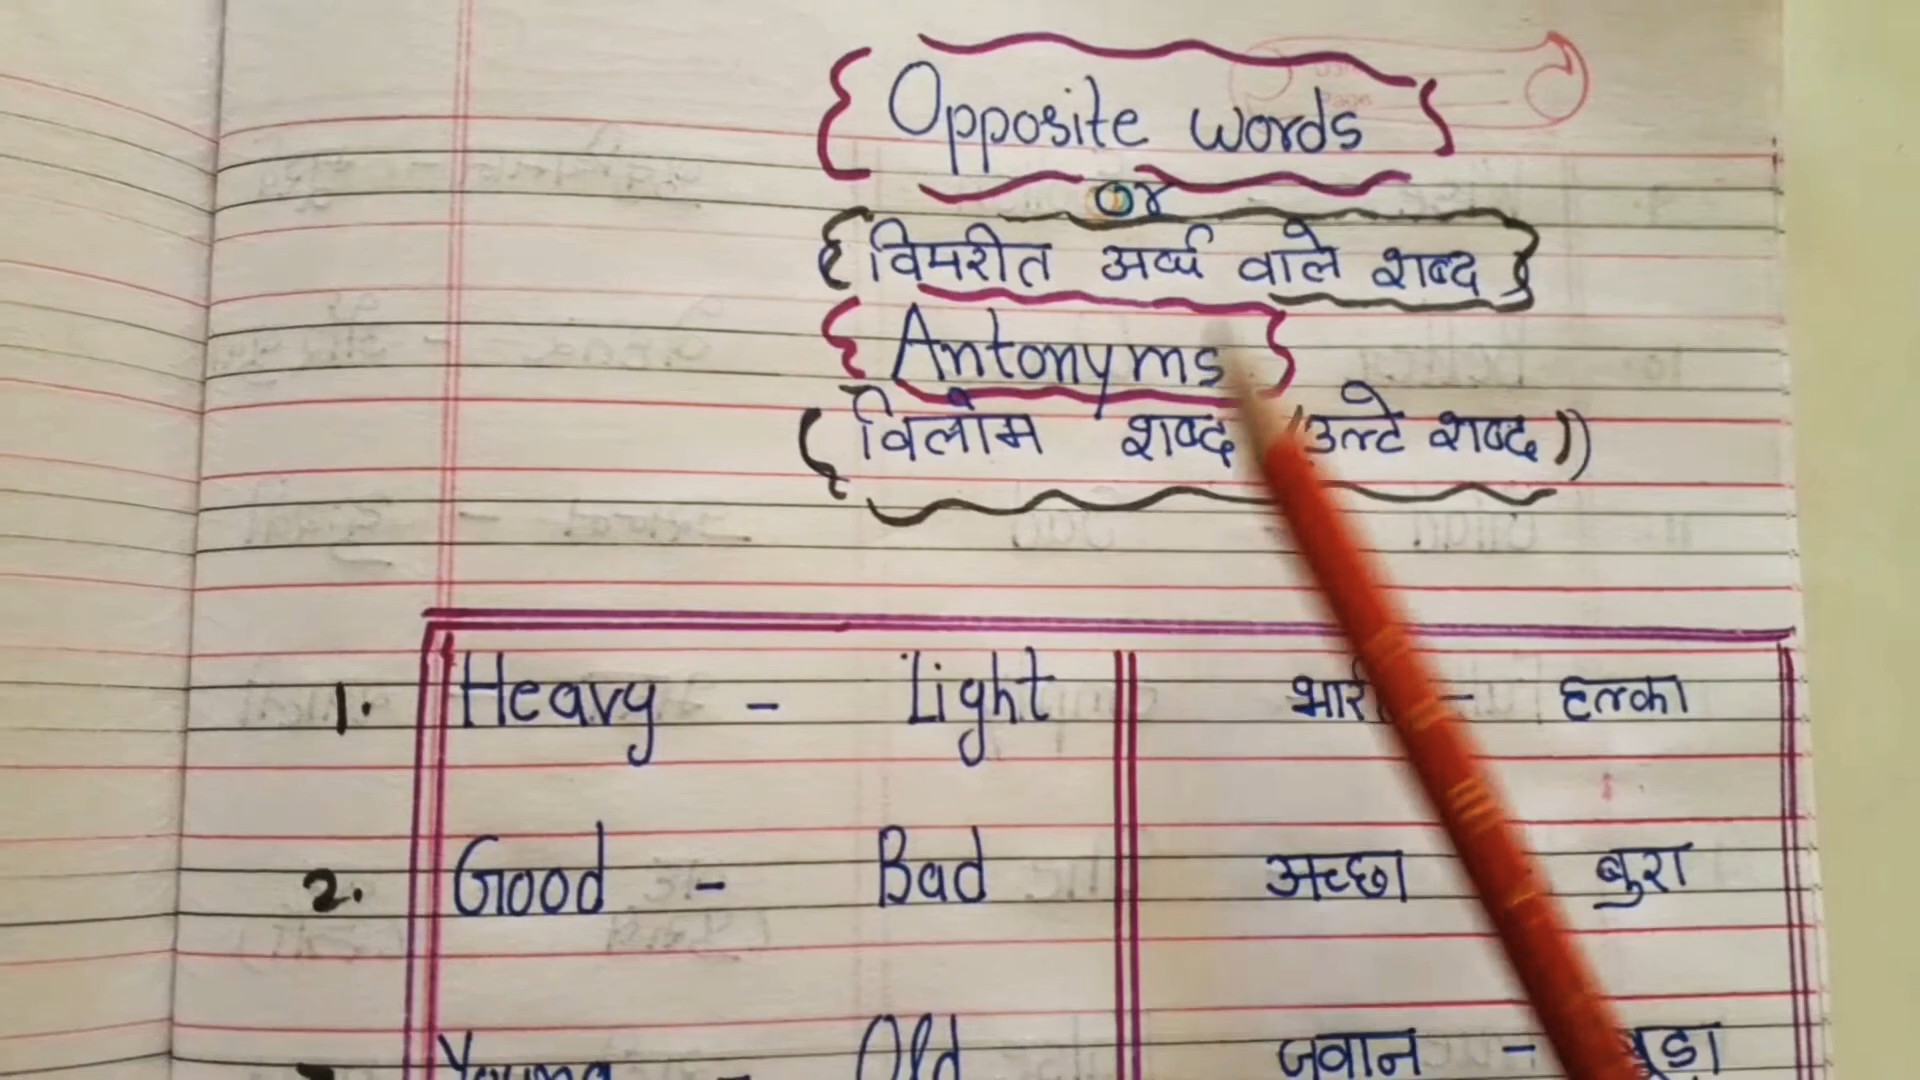 Opposite words
or
विपरीत अर्थ वाले शब्द
Antonyms
(विलोम शब्द (उल्टे शब्द))
1. Heavy - Light भारी - हल्का
2. Good - Bad अच्छा बुरा
Young - Old जवान - बूढ़ा